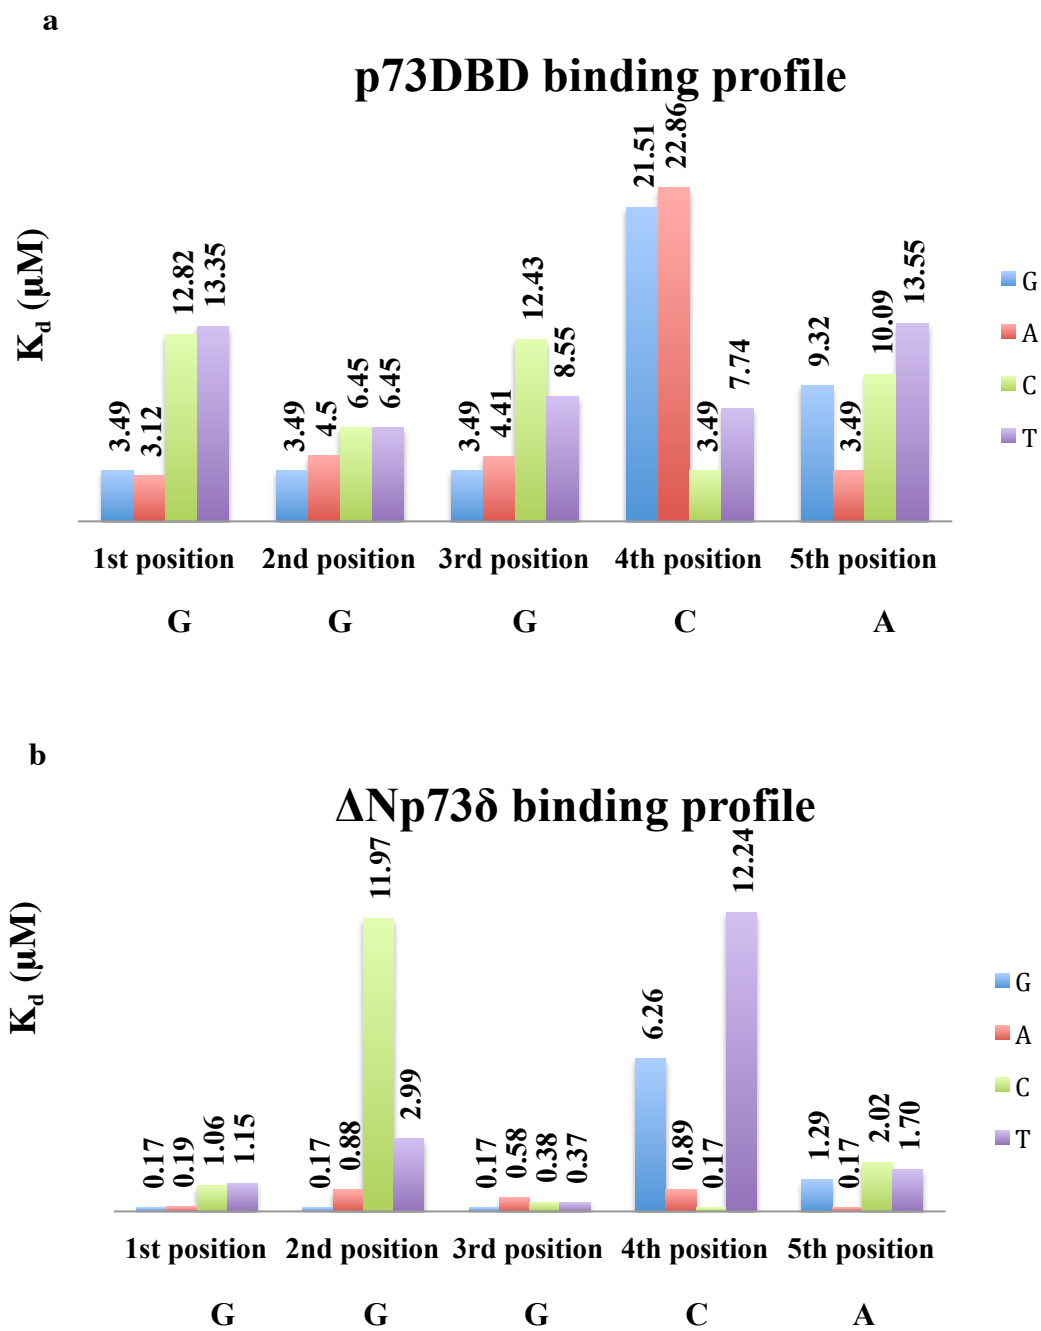 a
p73DBD binding profile
K_d (μM)
3.49
3.12
12.82
13.35
3.49
4.5
6.45
6.45
3.49
4.41
12.43
8.55
21.51
22.86
3.49
7.74
9.32
3.49
10.09
13.55
G
A
C
T
1st position 2nd position 3rd position 4th position 5th position
G G G C A
b
ΔNp73δ binding profile
K_d (μM)
0.17
0.19
1.06
1.15
0.17
0.88
11.97
2.99
0.17
0.58
0.38
0.37
6.26
0.89
0.17
12.24
1.29
0.17
2.02
1.70
G
A
C
T
1st position 2nd position 3rd position 4th position 5th position
G G G C A